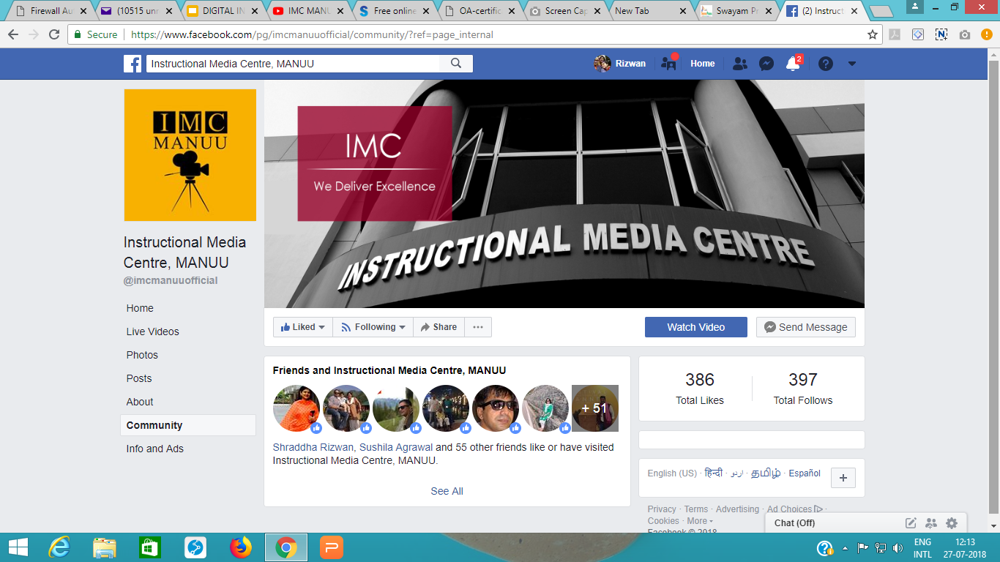 Firewall Au
(10515 unr
DIGITAL IN
IMC MANU
Free online
OA-certific
Screen Cap
New Tab
Swayam Pr
(2) Instruct
Secure
https://www.facebook.com/pg/imcmanuuofficial/community/?ref=page_internal
Instructional Media Centre, MANUU
Rizwan
Home
2
IMC
MANUU
IMC
We Deliver Excellence
INSTRUCTIONAL MEDIA CENTRE
Instructional Media
Centre, MANUU
@imcmanuuofficial
Home
Live Videos
Photos
Posts
About
Community
Info and Ads
Liked
Following
Share
Watch Video
Send Message
Friends and Instructional Media Centre, MANUU
+ 51
Shraddha Rizwan, Sushila Agrawal and 55 other friends like or have visited
Instructional Media Centre, MANUU.
See All
386
Total Likes
397
Total Follows
English (US) · हिन्दी · اردو · தமிழ் · Español
Privacy · Terms · Advertising · Ad Choices ·
Cookies · More
Facebook © 2018
Chat (Off)
ENG
INTL
12:13
27-07-2018